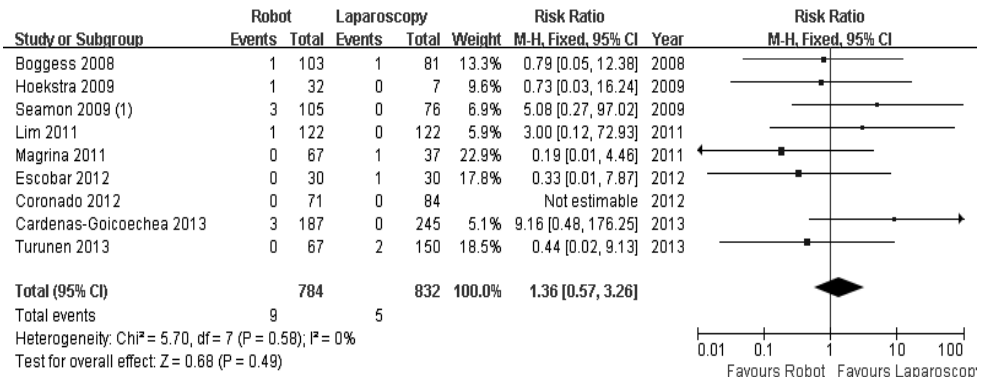 Robot Laparoscopy Risk Ratio Risk Ratio
Study or Subgroup Events Total Events Total Weight M-H, Fixed, 95% CI Year M-H, Fixed, 95% CI
Boggess 2008 1 103 1 81 13.3% 0.79 [0.05, 12.38] 2008
Hoekstra 2009 1 32 0 7 9.6% 0.73 [0.03, 16.24] 2009
Seamon 2009 (1) 3 105 0 76 6.9% 5.08 [0.27, 97.02] 2009
Lim 2011 1 122 0 122 5.9% 3.00 [0.12, 72.93] 2011
Magrina 2011 0 67 1 37 22.9% 0.19 [0.01, 4.46] 2011
Escobar 2012 0 30 1 30 17.8% 0.33 [0.01, 7.87] 2012
Coronado 2012 0 71 0 84 Not estimable 2012
Cardenas-Goicoechea 2013 3 187 0 245 5.1% 9.16 [0.48, 176.25] 2013
Turunen 2013 0 67 2 150 18.5% 0.44 [0.02, 9.13] 2013
Total (95% CI) 784 832 100.0% 1.36 [0.57, 3.26]
Total events 9 5
Heterogeneity: Chi² = 5.70, df = 7 (P = 0.58); I² = 0%
Test for overall effect: Z = 0.68 (P = 0.49)
0.01 0.1 1 10 100
Favours Robot Favours Laparoscopy